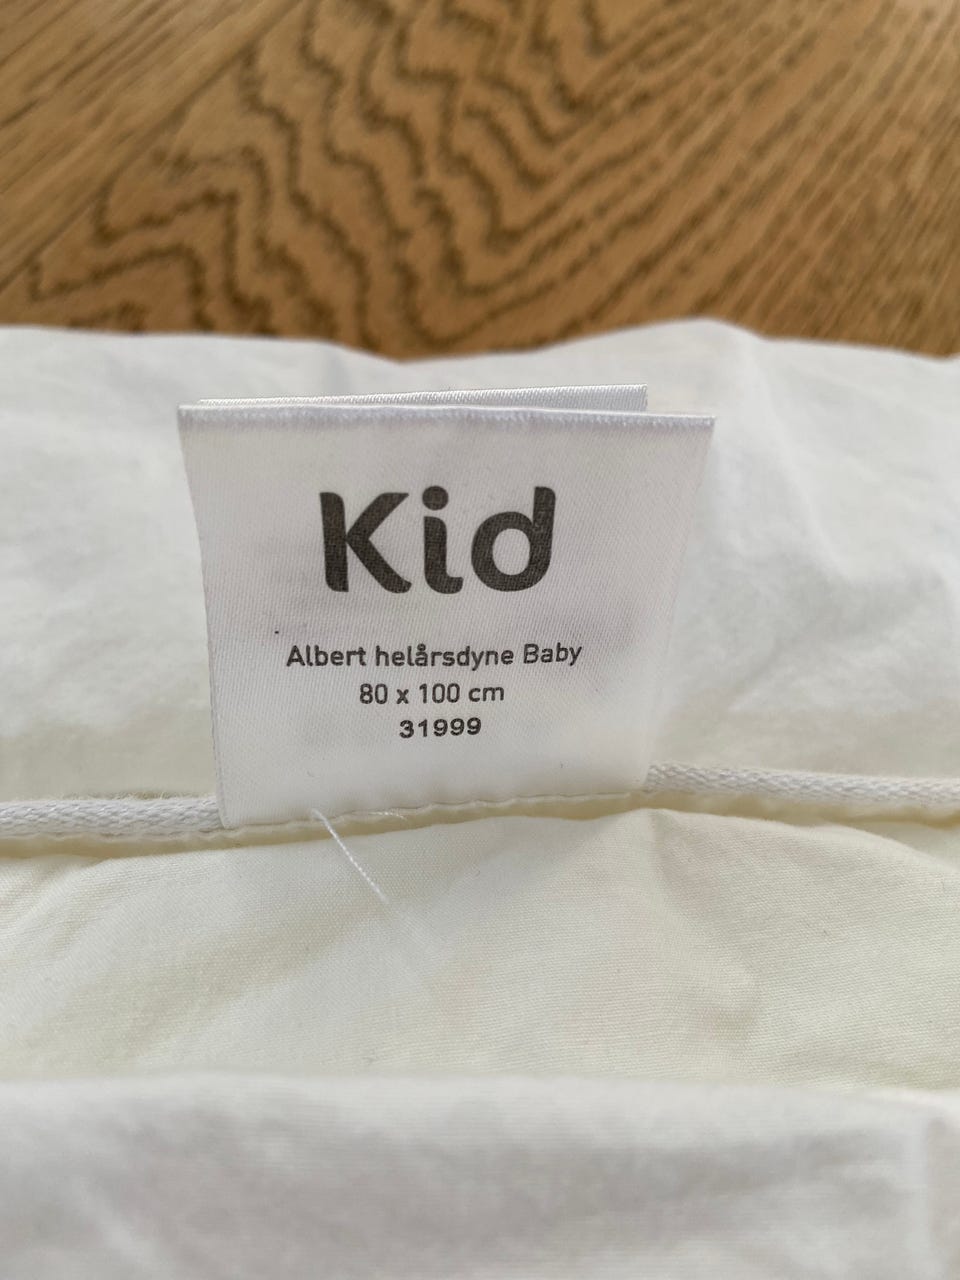 Kid
Albert helårsdyne Baby
80 x 100 cm
31999